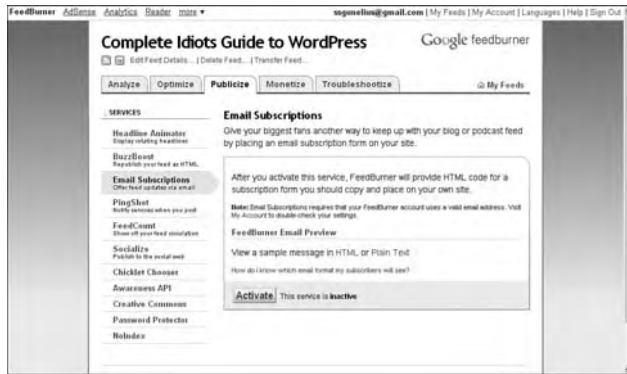 FeedBurner AdSense Analytics Reader more ▼
ssgunelius@gmail.com | My Feeds | My Account | Languages | Help | Sign Out
Complete Idiots Guide to WordPress
Google feedburner
Edit Feed Details... | Delete Feed... | Transfer Feed...
Analyze Optimize Publicize Monetize Troubleshootize
My Feeds
SERVICES
Headline Animator
Display rotating headlines
BuzzBoost
Republish your feed as HTML
Email Subscriptions
Offer feed updates via email
PingShot
Notify services when you post
FeedCount
Show off your feed circulation
Socialize
Publish to the social web
Chicklet Chooser
Awareness API
Creative Commons
Password Protector
NoIndex
Email Subscriptions
Give your biggest fans another way to keep up with your blog or podcast feed
by placing an email subscription form on your site.
After you activate this service, FeedBurner will provide HTML code for a
subscription form you should copy and place on your own site.
Note: Email Subscriptions requires that your FeedBurner account uses a valid email address. Visit
My Account to double-check your settings.
FeedBurner Email Preview
View a sample message in HTML or Plain Text
How do I know which email format my subscribers will see?
Activate This service is inactive